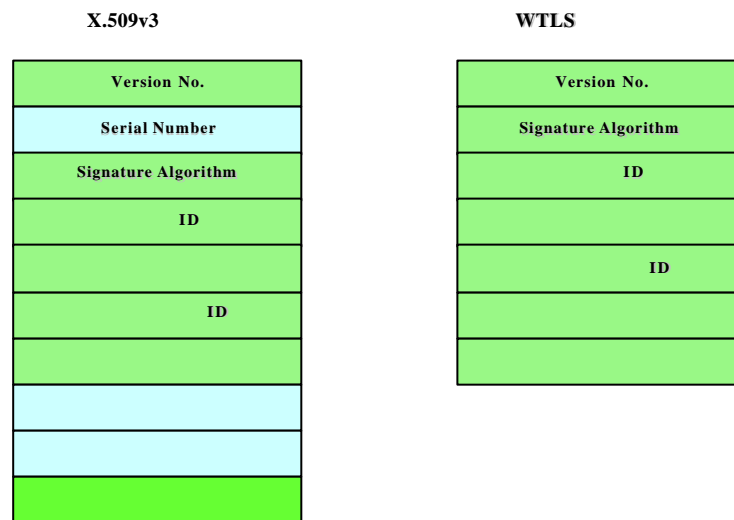 X.509v3
Version No.
Serial Number
Signature Algorithm
ID
ID
WTLS
Version No.
Signature Algorithm
ID
ID